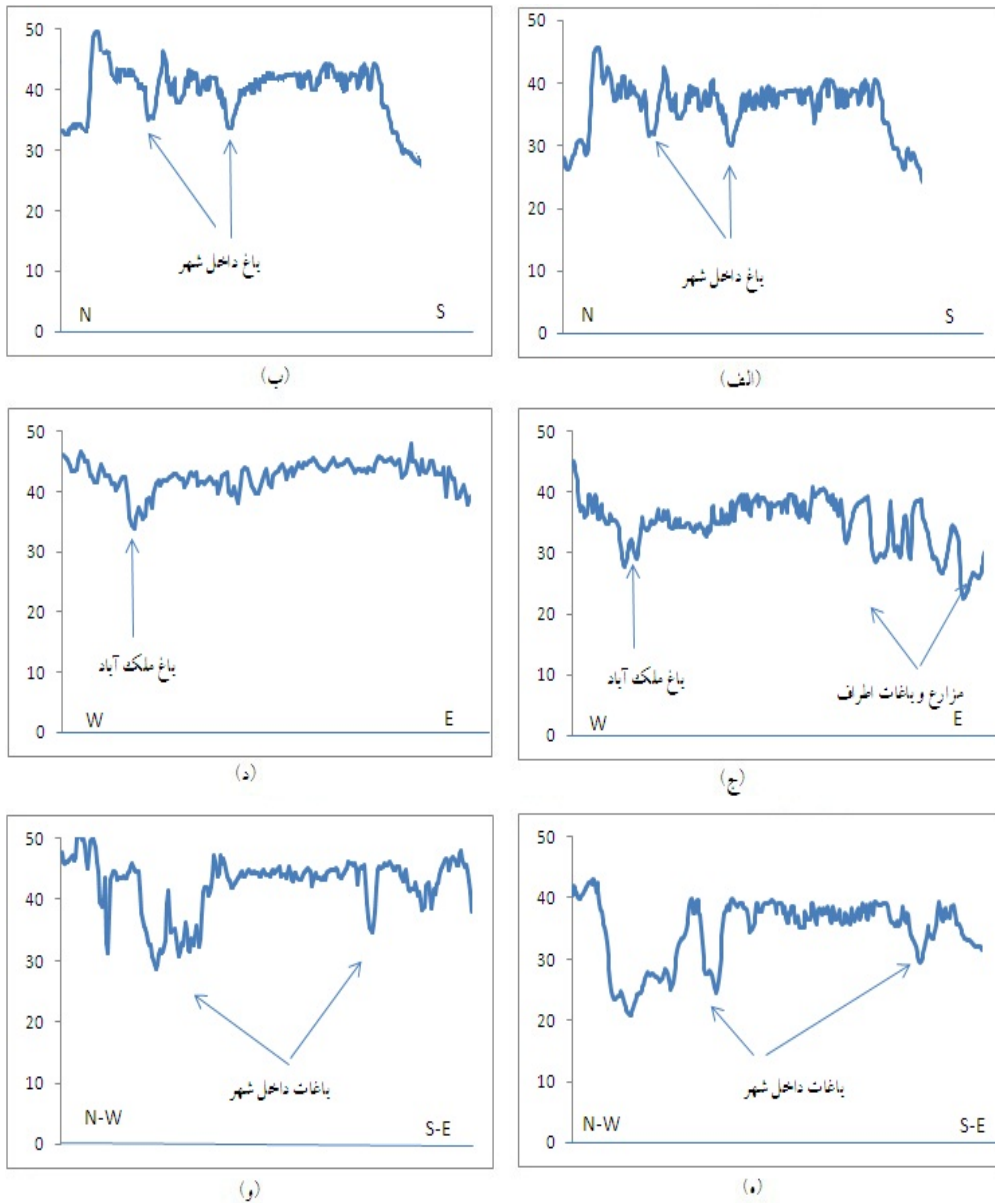 50
40
30
20
10
0
باغ داخل شهر
N
S
(الف)
50
40
30
20
10
0
باغ داخل شهر
N
S
(ب)
50
40
30
20
10
0
باغ ملک آباد
مزارع و باغات اطراف
W
E
(ج)
50
40
30
20
10
0
باغ ملک آباد
W
E
(د)
50
40
30
20
10
0
باغات داخل شهر
N-W
S-E
(ه)
50
40
30
20
10
0
باغات داخل شهر
N-W
S-E
(و)